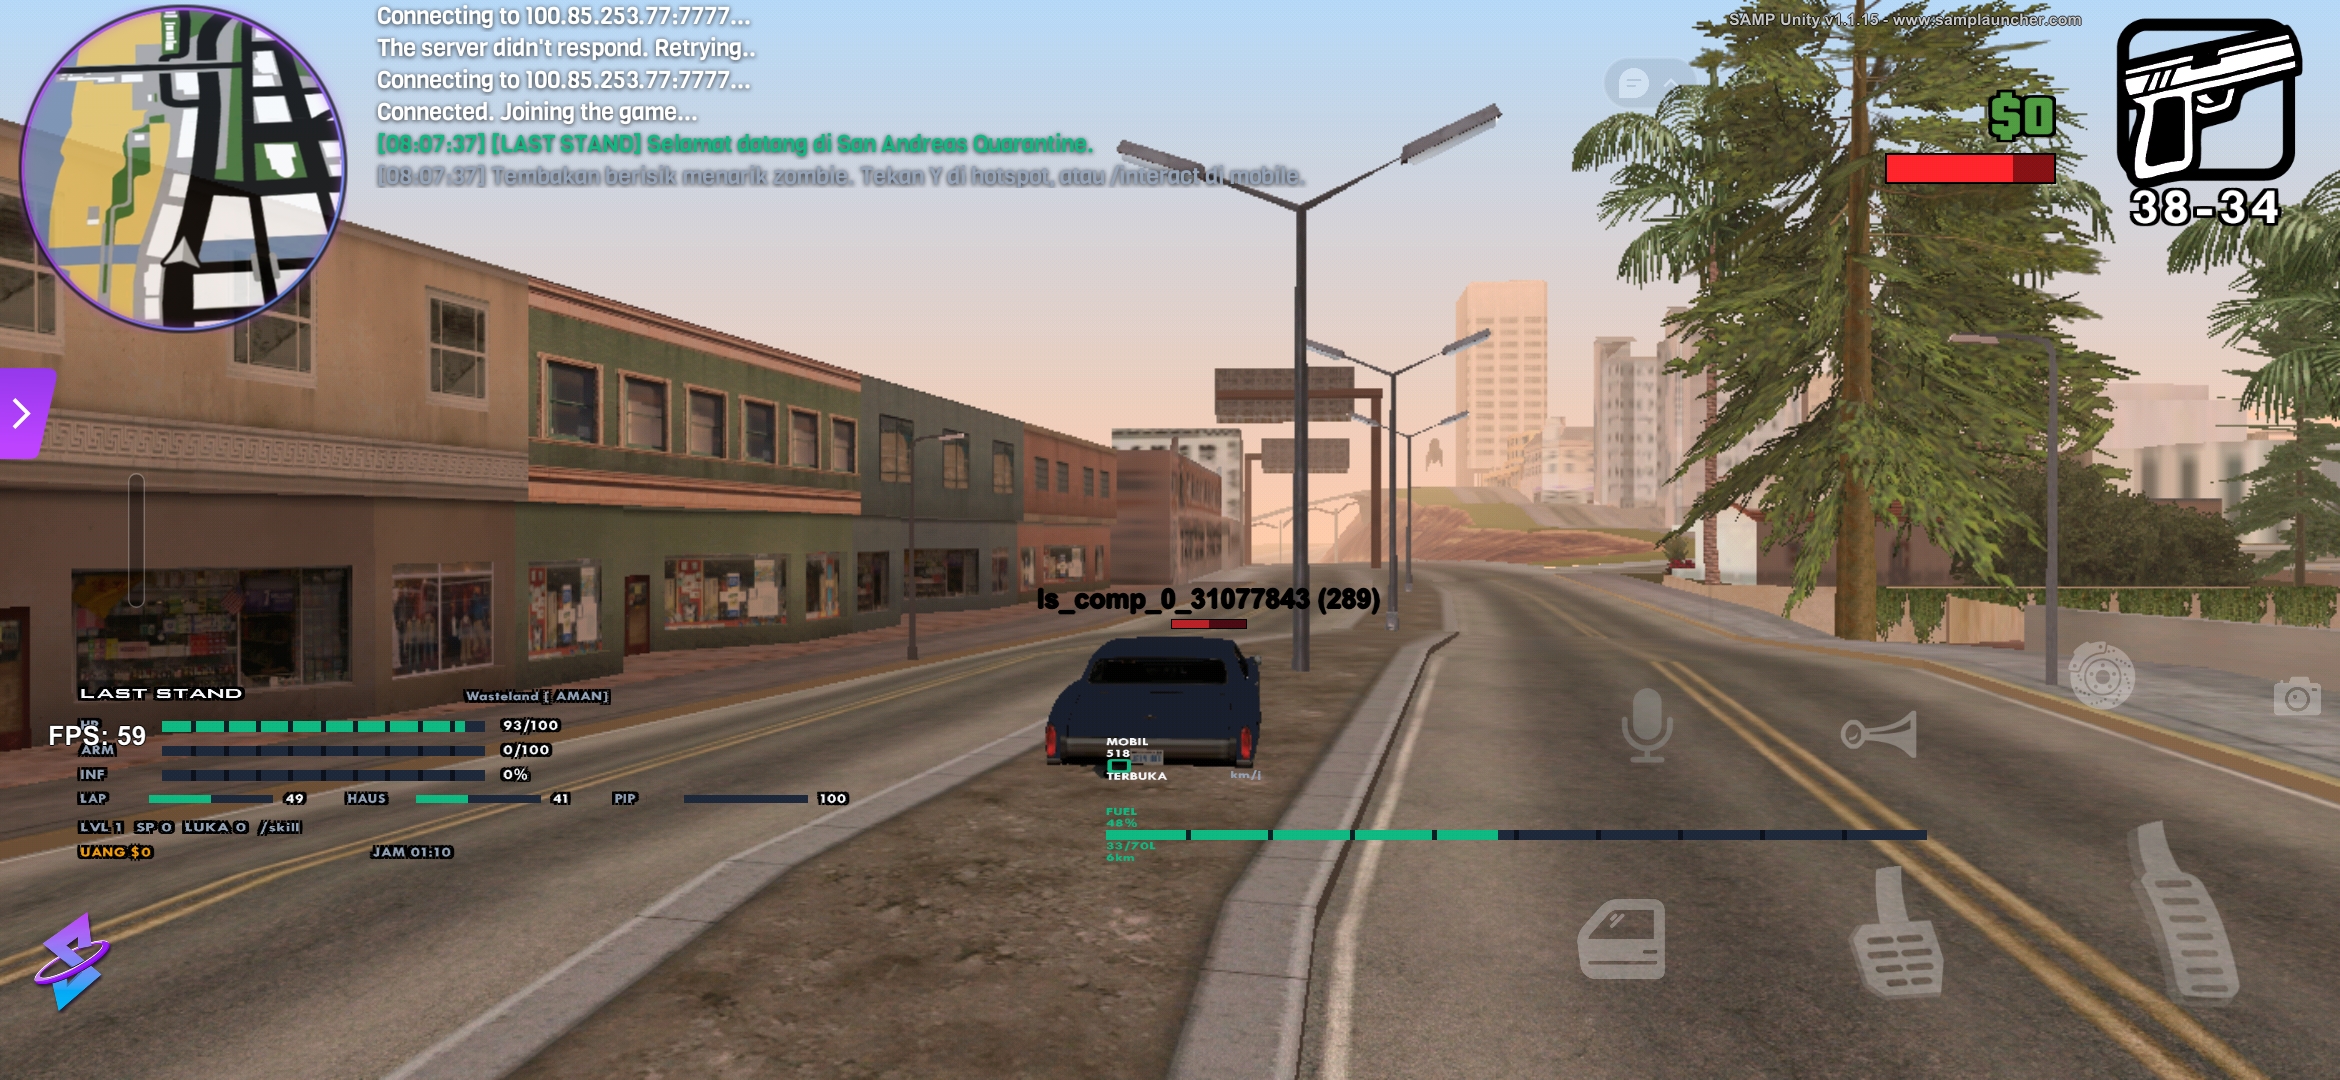 Connecting to 100.85.253.77:7777...
The server didn't respond. Retrying..
Connecting to 100.85.253.77:7777...
Connected. Joining the game...
[08:07:37] [LAST STAND] Selamat datang di San Andreas Quarantine.
[08:07:37] Tembakan berisik menarik zombie. Tekan Y di hotspot, atau /interact di mobile.
SAMP Unity v1.1.15 - www.samplauncher.com
$0
38-34
ls_comp_0_31077843 (289)
LAST STAND
Wasteland [AMAN]
HP 93/100
FPS: 59
ARM 0/100
INF 0%
LAP 49 HAUS 41 PIP 100
LVL 1 SP 0 LUKA 0 /skill
UANG $0 JAM 01:10
MOBIL
518
TERBUKA km/j
FUEL
48%
33/70L
6km